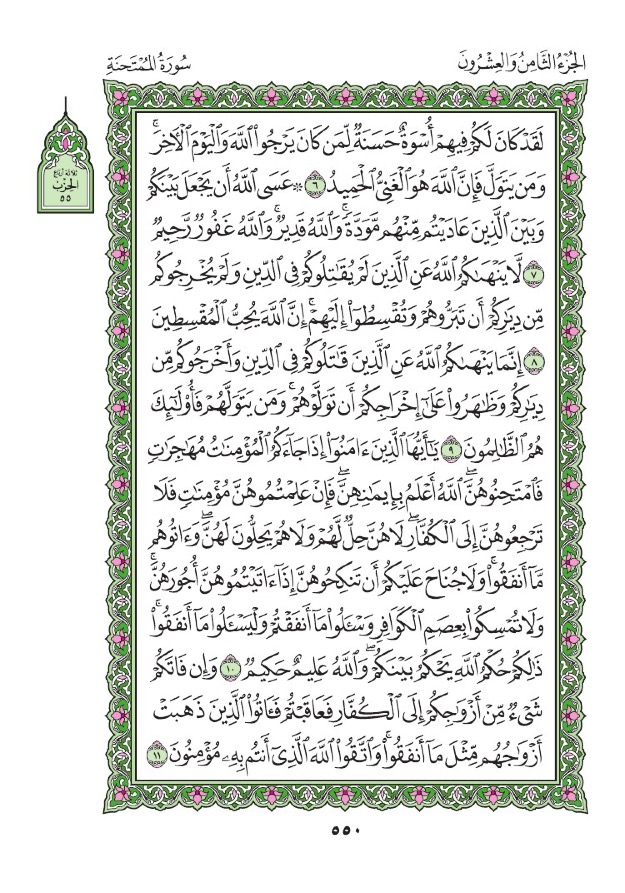 الجُزْءُ الثَّامِنُ وَالعِشْرُونَ
سُورَةُ المُمْتَحنَةِ
ثلاثة أرباع
الحزب
٥٥
لَقَدْ كَانَ لَكُمْ فِيهِمْ أُسْوَةٌ حَسَنَةٌ لِّمَن كَانَ يَرْجُوا۟ ٱللَّهَ وَٱلْيَوْمَ ٱلْـَٔاخِرَۚ
وَمَن يَتَوَلَّ فَإِنَّ ٱللَّهَ هُوَ ٱلْغَنِىُّ ٱلْحَمِيدُ ٦ ۞ عَسَى ٱللَّهُ أَن يَجْعَلَ بَيْنَكُمْ
وَبَيْنَ ٱلَّذِينَ عَادَيْتُم مِّنْهُم مَّوَدَّةًۚ وَٱللَّهُ قَدِيرٌۚ وَٱللَّهُ غَفُورٌ رَّحِيمٌ
٧ لَّا يَنْهَىٰكُمُ ٱللَّهُ عَنِ ٱلَّذِينَ لَمْ يُقَٰتِلُوكُمْ فِى ٱلدِّينِ وَلَمْ يُخْرِجُوكُم
مِّن دِيَٰرِكُمْ أَن تَبَرُّوهُمْ وَتُقْسِطُوٓا۟ إِلَيْهِمْۚ إِنَّ ٱللَّهَ يُحِبُّ ٱلْمُقْسِطِينَ
٨ إِنَّمَا يَنْهَىٰكُمُ ٱللَّهُ عَنِ ٱلَّذِينَ قَٰتَلُوكُمْ فِى ٱلدِّينِ وَأَخْرَجُوكُم مِّن
دِيَٰرِكُمْ وَظَٰهَرُوا۟ عَلَىٰٓ إِخْرَاجِكُمْ أَن تَوَلَّوْهُمْۚ وَمَن يَتَوَلَّهُمْ فَأُو۟لَٰٓئِكَ
هُمُ ٱلظَّٰلِمُونَ ٩ يَٰٓأَيُّهَا ٱلَّذِينَ ءَامَنُوٓا۟ إِذَا جَآءَكُمُ ٱلْمُؤْمِنَٰتُ مُهَٰجِرَٰتٍ
فَٱمْتَحِنُوهُنَّۖ ٱللَّهُ أَعْلَمُ بِإِيمَٰنِهِنَّۖ فَإِنْ عَلِمْتُمُوهُنَّ مُؤْمِنَٰتٍ فَلَا
تَرْجِعُوهُنَّ إِلَى ٱلْكُفَّارِۖ لَا هُنَّ حِلٌّ لَّهُمْ وَلَا هُمْ يَحِلُّونَ لَهُنَّۖ وَءَاتُوهُم
مَّآ أَنفَقُوا۟ۚ وَلَا جُنَاحَ عَلَيْكُمْ أَن تَنكِحُوهُنَّ إِذَآ ءَاتَيْتُمُوهُنَّ أُجُورَهُنَّۚ
وَلَا تُمْسِكُوا۟ بِعِصَمِ ٱلْكَوَافِرِ وَسْـَٔلُوا۟ مَآ أَنفَقْتُمْ وَلْيَسْـَٔلُوا۟ مَآ أَنفَقُوا۟ۚ
ذَٰلِكُمْ حُكْمُ ٱللَّهِ يَحْكُمُ بَيْنَكُمْۖ وَٱللَّهُ عَلِيمٌ حَكِيمٌ ١٠ وَإِن فَاتَكُمْ
شَىْءٌ مِّنْ أَزْوَٰجِكُمْ إِلَى ٱلْكُفَّارِ فَعَاقَبْتُمْ فَـَٔاتُوا۟ ٱلَّذِينَ ذَهَبَتْ
أَزْوَٰجُهُم مِّثْلَ مَآ أَنفَقُوا۟ۚ وَٱتَّقُوا۟ ٱللَّهَ ٱلَّذِىٓ أَنتُم بِهِۦ مُؤْمِنُونَ ١١
٥٥٠